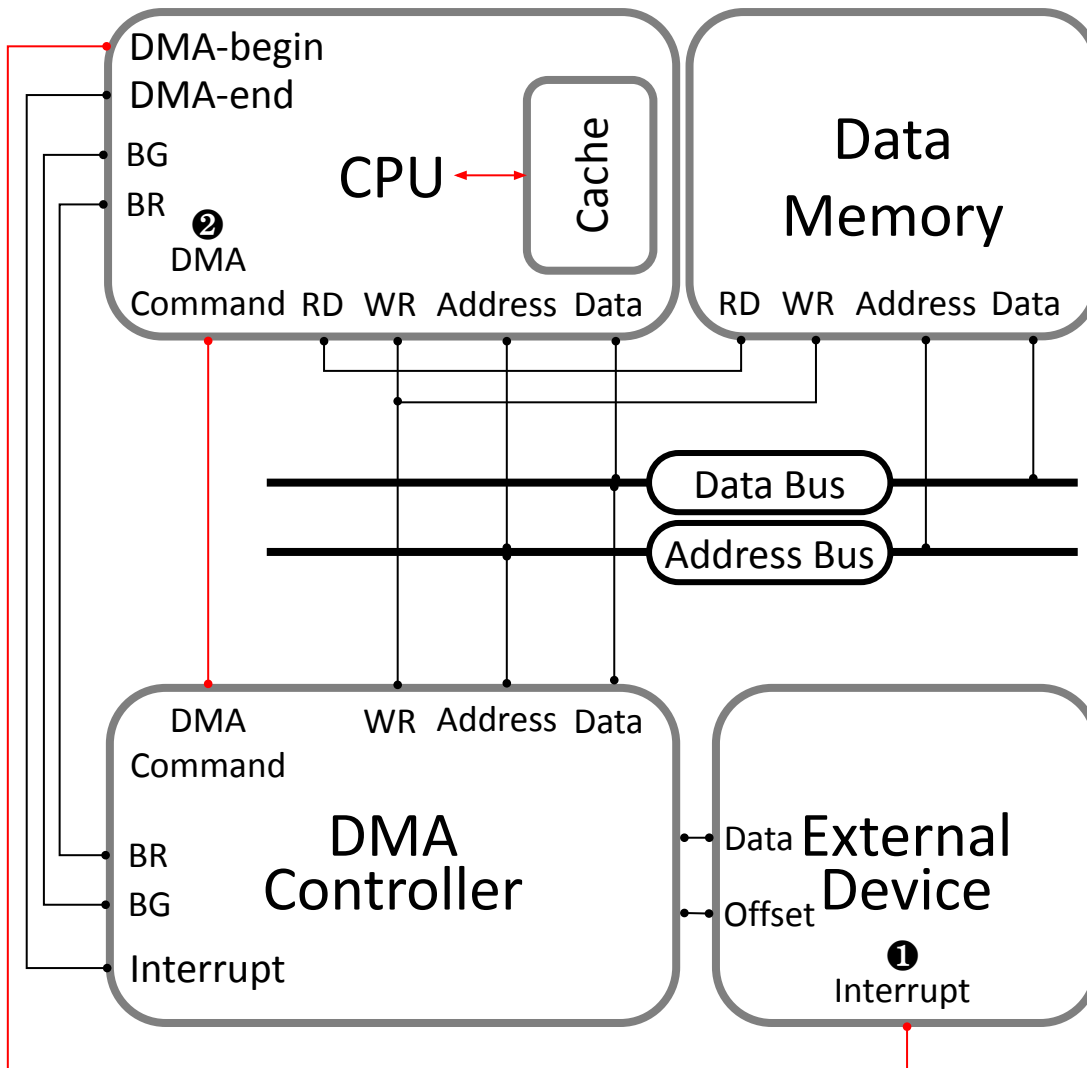 DMA-begin
DMA-end
BG
BR
CPU
Cache
❷
DMA
Command RD WR Address Data
Data
Memory
RD WR Address Data
Data Bus
Address Bus
DMA WR Address Data
Command
DMA
Controller
BR
BG
Interrupt
Data
Offset
External
Device
❶
Interrupt